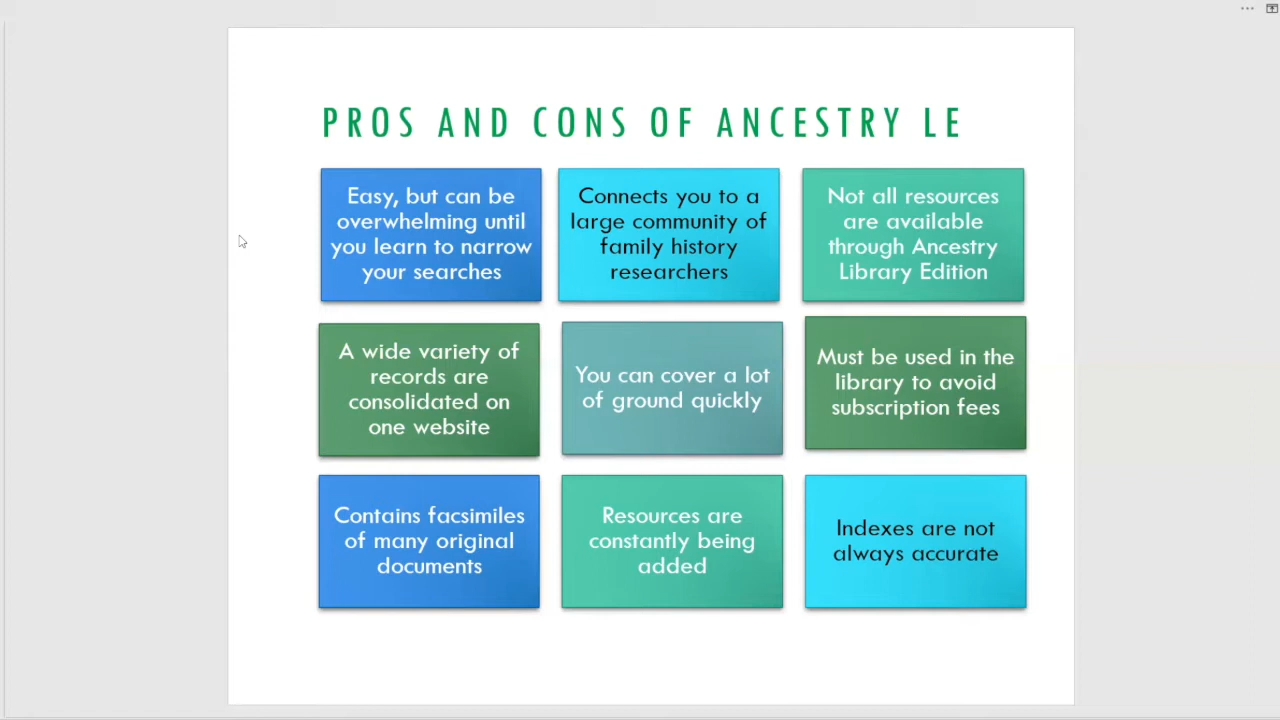 PROS AND CONS OF ANCESTRY LE
Easy, but can be
overwhelming until
you learn to narrow
your searches
Connects you to a
large community of
family history
researchers
Not all resources
are available
through Ancestry
Library Edition
A wide variety of
records are
consolidated on
one website
You can cover a lot
of ground quickly
Must be used in the
library to avoid
subscription fees
Contains facsimiles
of many original
documents
Resources are
constantly being
added
Indexes are not
always accurate